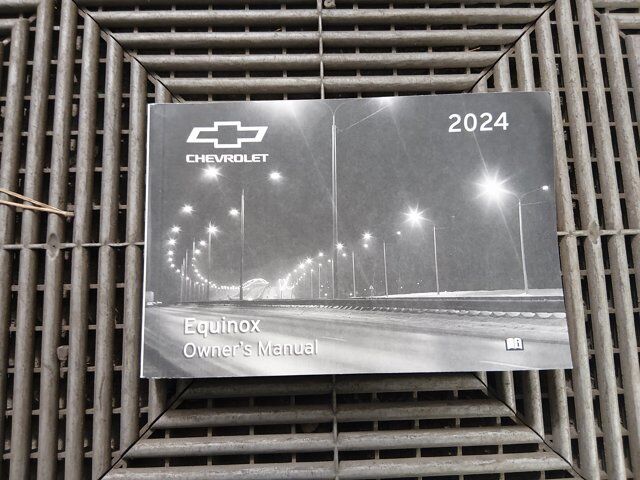 2024
CHEVROLET
Equinox
Owner's Manual